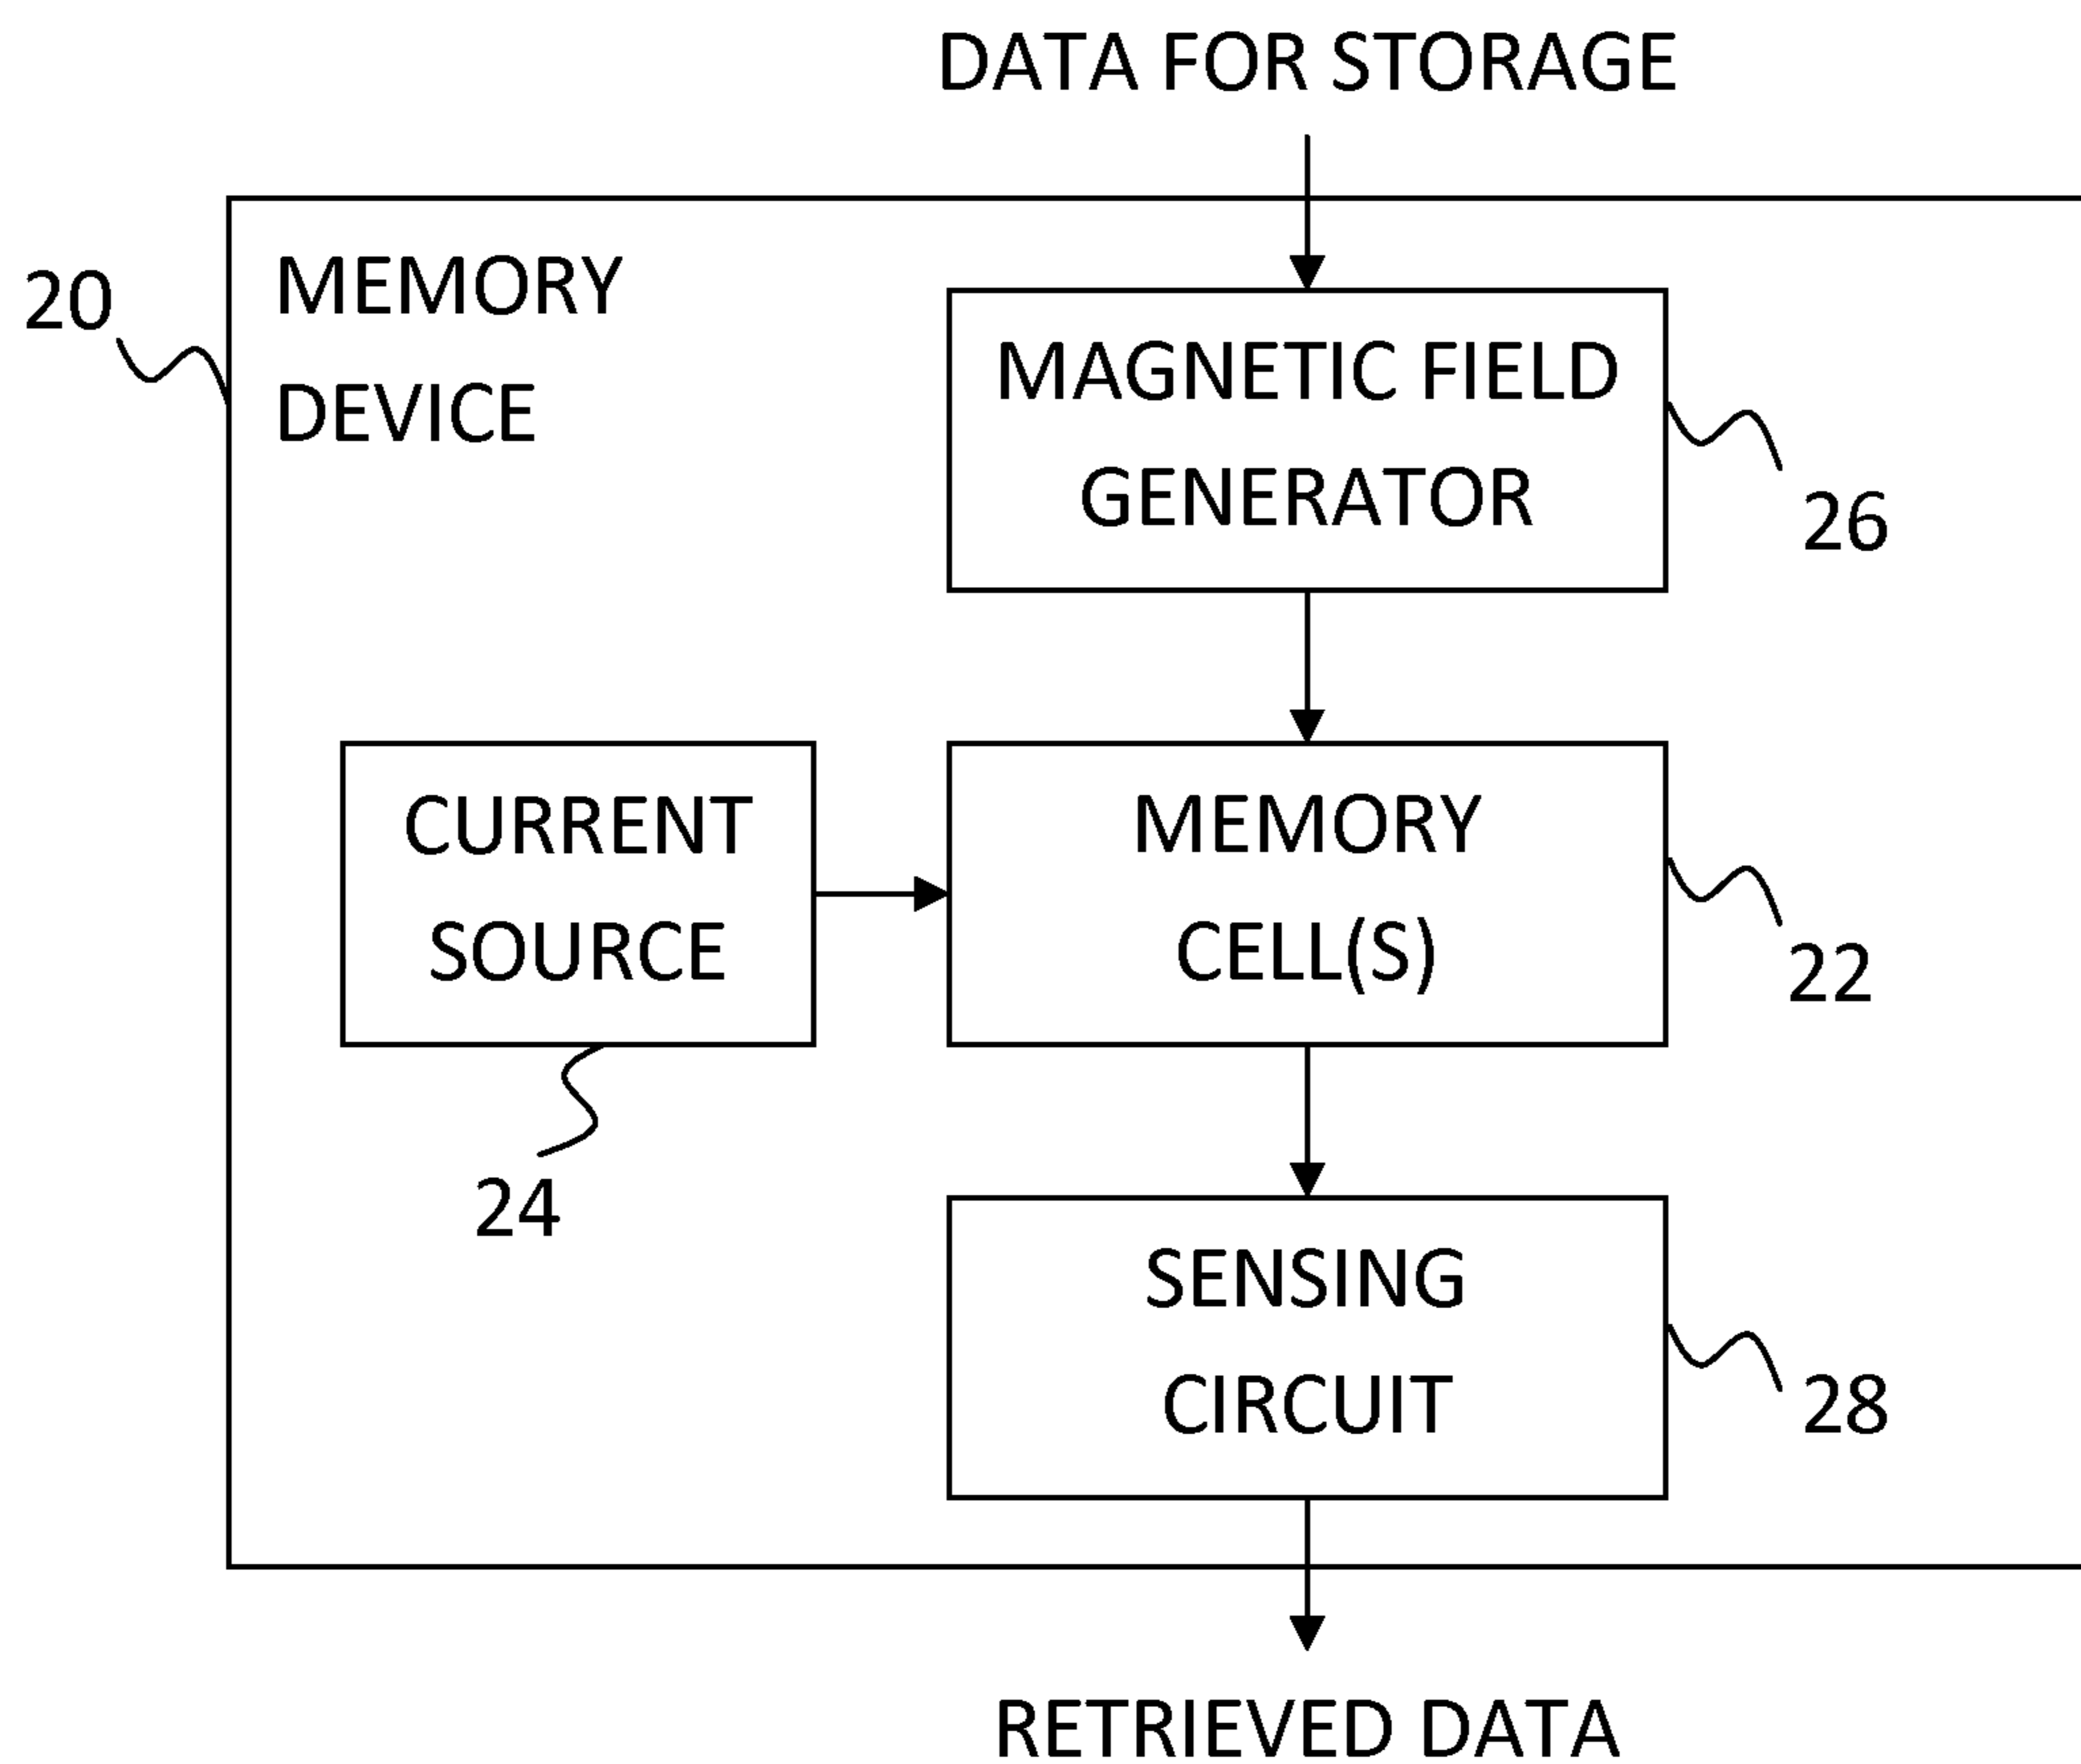 DATA FOR STORAGE
20
MEMORY
DEVICE
MAGNETIC FIELD
GENERATOR
26
CURRENT
SOURCE
24
MEMORY
CELL(S)
22
SENSING
CIRCUIT
28
RETRIEVED DATA